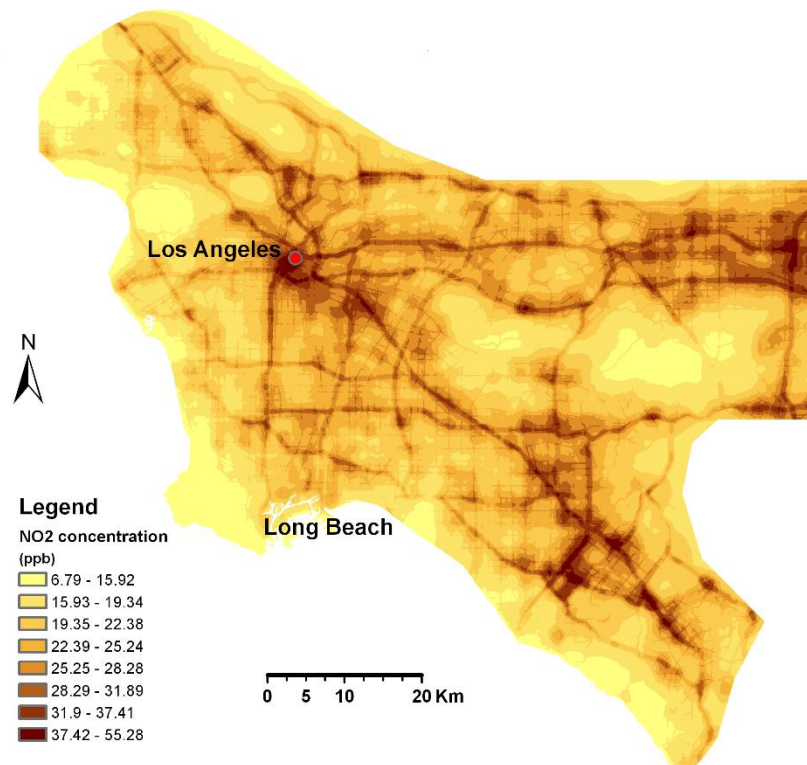 Los Angeles
N
Long Beach
Legend
NO2 concentration
(ppb)
6.79 - 15.92
15.93 - 19.34
19.35 - 22.38
22.39 - 25.24
25.25 - 28.28
28.29 - 31.89
31.9 - 37.41
37.42 - 55.28
0 5 10 20 Km